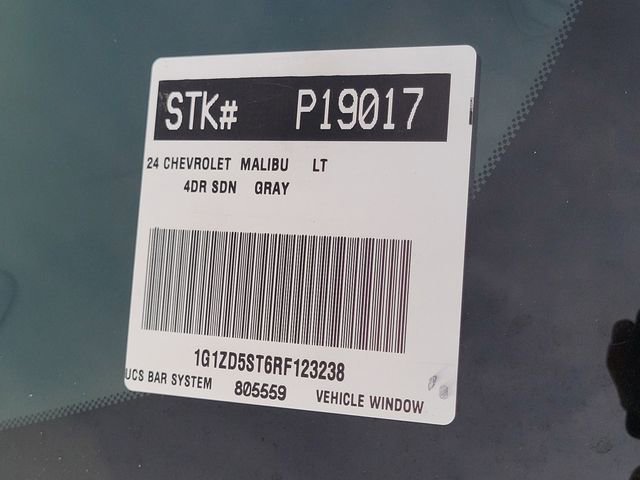 STK# P19017
24 CHEVROLET MALIBU LT
4DR SDN GRAY
1G1ZD5ST6RF123238
UCS BAR SYSTEM 805559 VEHICLE WINDOW